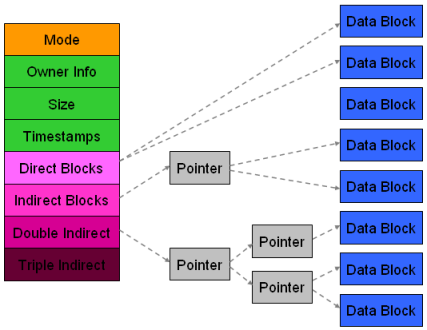 Mode
Owner Info
Size
Timestamps
Direct Blocks
Indirect Blocks
Double Indirect
Triple Indirect
Pointer
Pointer
Pointer
Pointer
Data Block
Data Block
Data Block
Data Block
Data Block
Data Block
Data Block
Data Block